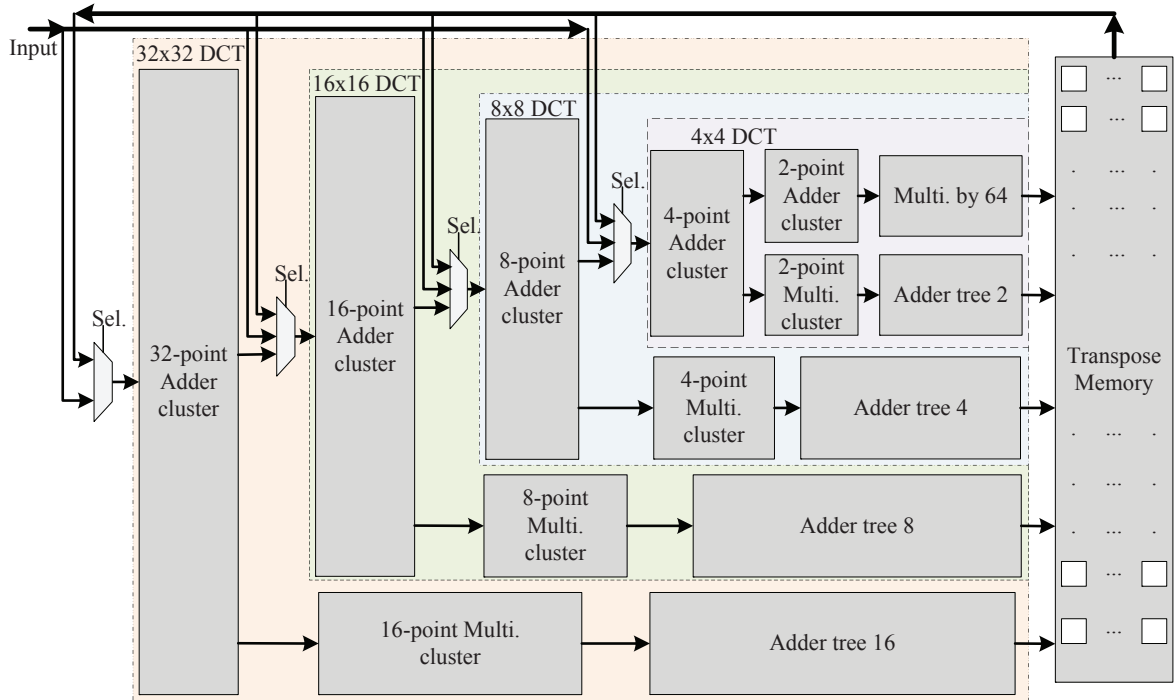 Input
32x32 DCT
16x16 DCT
8x8 DCT
4x4 DCT
Sel.
Sel.
Sel.
Sel.
32-point
Adder
cluster
16-point
Adder
cluster
8-point
Adder
cluster
4-point
Adder
cluster
2-point
Adder
cluster
Multi. by 64
2-point
Multi.
cluster
Adder tree 2
4-point
Multi.
cluster
Adder tree 4
8-point
Multi.
cluster
Adder tree 8
16-point Multi.
cluster
Adder tree 16
...
...
. ... .
. ... .
. ... .
Transpose
Memory
. ... .
. ... .
. ... .
...
...